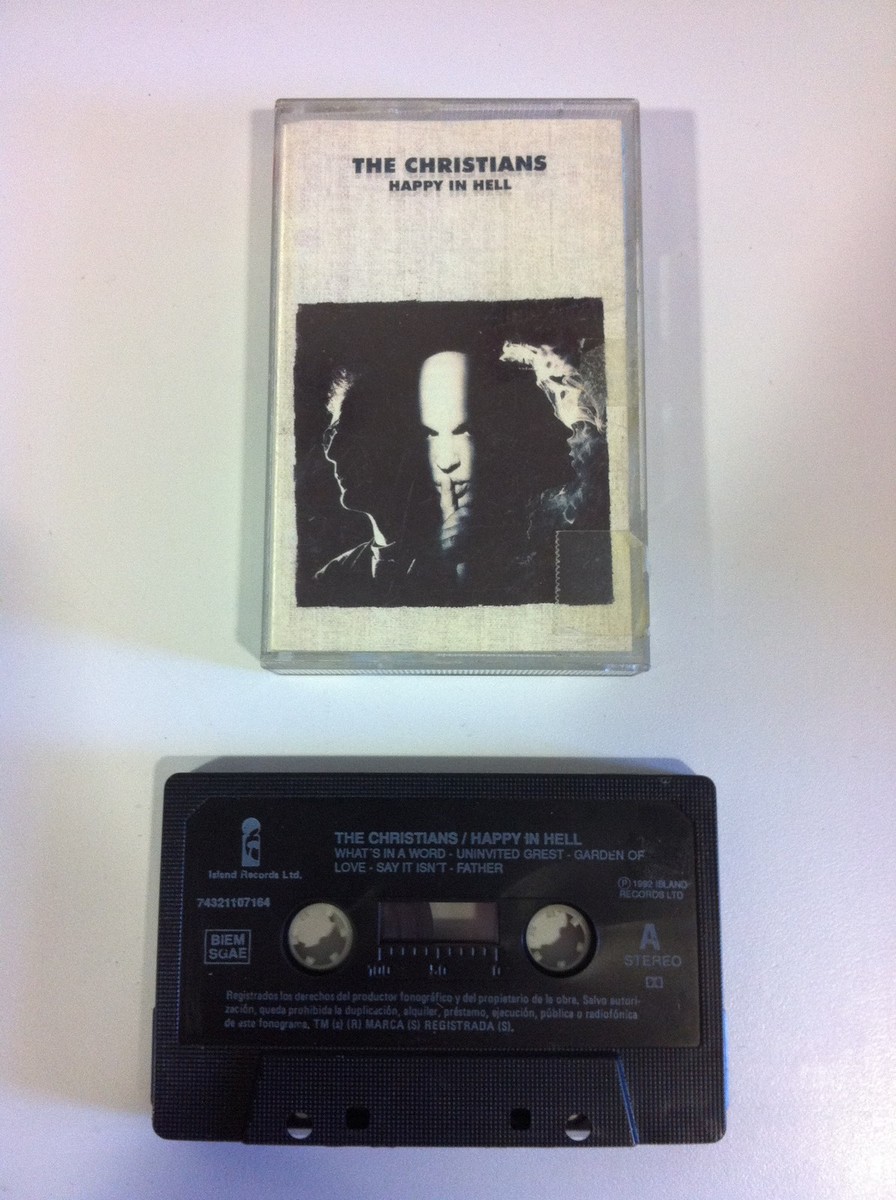 THE CHRISTIANS
HAPPY IN HELL
THE CHRISTIANS / HAPPY IN HELL
WHAT'S IN A WORD - UNINVITED GREST - GARDEN OF
LOVE - SAY IT ISN'T - FATHER
Island Records Ltd.
Ⓟ 1992 ISLAND
RECORDS LTD
74321107164
BIEM
SGAE
A
STEREO
100 50 0
Registrados los derechos del productor fonográfico y del propietario de la obra. Salvo autori-
zación, queda prohibida la duplicación, alquiler, préstamo, ejecución, pública o radiofónica
de este fonograma. TM (s) (R) MARCA (S) REGISTRADA (S).